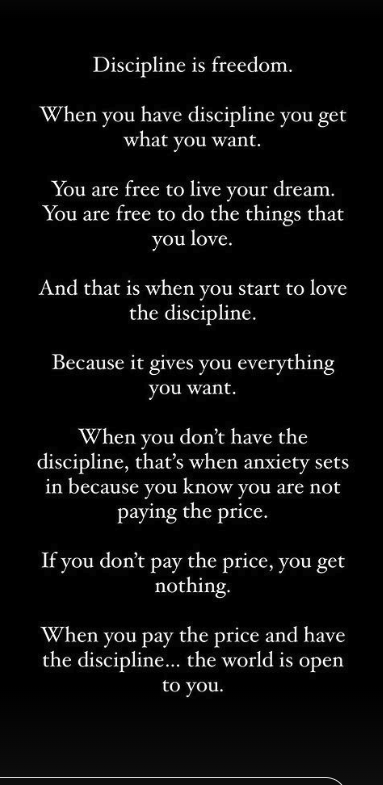 Discipline is freedom.
When you have discipline you get
what you want.
You are free to live your dream.
You are free to do the things that
you love.
And that is when you start to love
the discipline.
Because it gives you everything
you want.
When you don’t have the
discipline, that’s when anxiety sets
in because you know you are not
paying the price.
If you don’t pay the price, you get
nothing.
When you pay the price and have
the discipline... the world is open
to you.